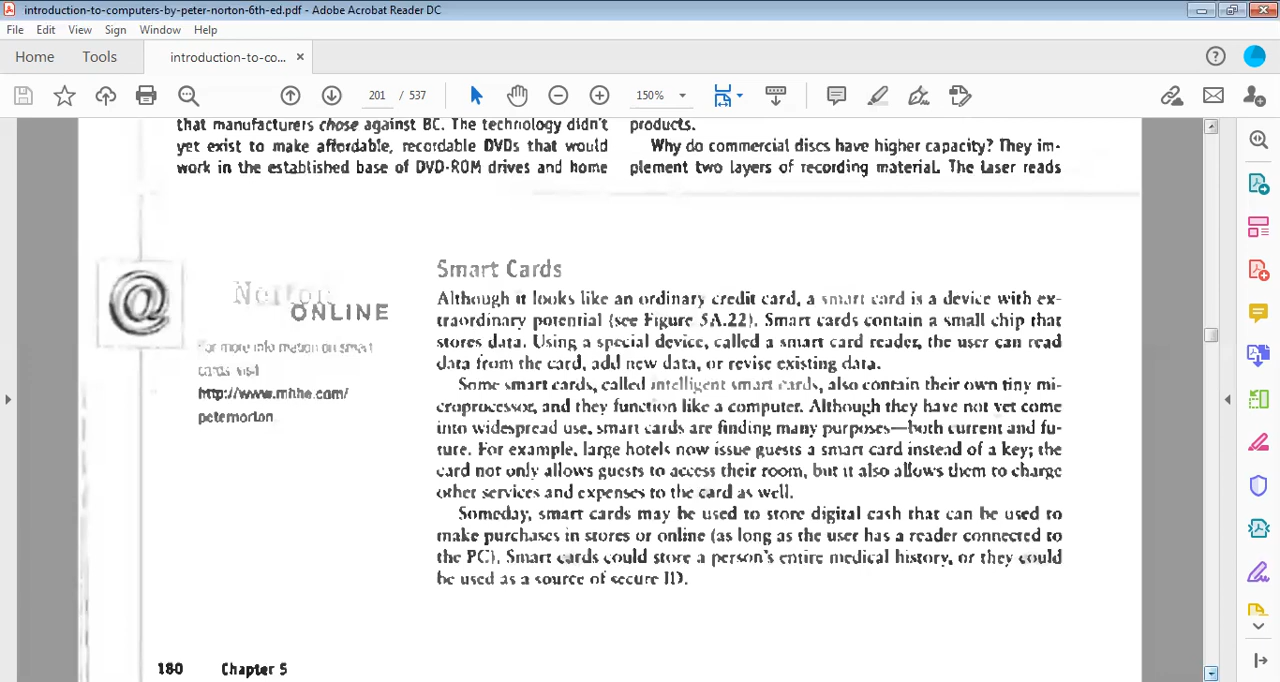 introduction-to-computers-by-peter-norton-6th-ed.pdf - Adobe Acrobat Reader DC
File Edit View Sign Window Help
Home Tools introduction-to-co... ×
201 / 537 150%
that manufacturers chose against BC. The technology didn't
yet exist to make affordable, recordable DVDs that would
work in the established base of DVD-ROM drives and home
products.
Why do commercial discs have higher capacity? They im-
plement two layers of recording material. The laser reads
@
Norton
ONLINE
For more information on smart
cards visit
http://www.mhhe.com/
peternorton
Smart Cards
Although it looks like an ordinary credit card, a smart card is a device with ex-
traordinary potential (see Figure 5A.22). Smart cards contain a small chip that
stores data. Using a special device, called a smart card reader, the user can read
data from the card, add new data, or revise existing data.
Some smart cards, called intelligent smart cards, also contain their own tiny mi-
croprocessor, and they function like a computer. Although they have not yet come
into widespread use, smart cards are finding many purposes—both current and fu-
ture. For example, large hotels now issue guests a smart card instead of a key; the
card not only allows guests to access their room, but it also allows them to charge
other services and expenses to the card as well.
Someday, smart cards may be used to store digital cash that can be used to
make purchases in stores or online (as long as the user has a reader connected to
the PC). Smart cards could store a person's entire medical history, or they could
be used as a source of secure ID.
180 Chapter 5